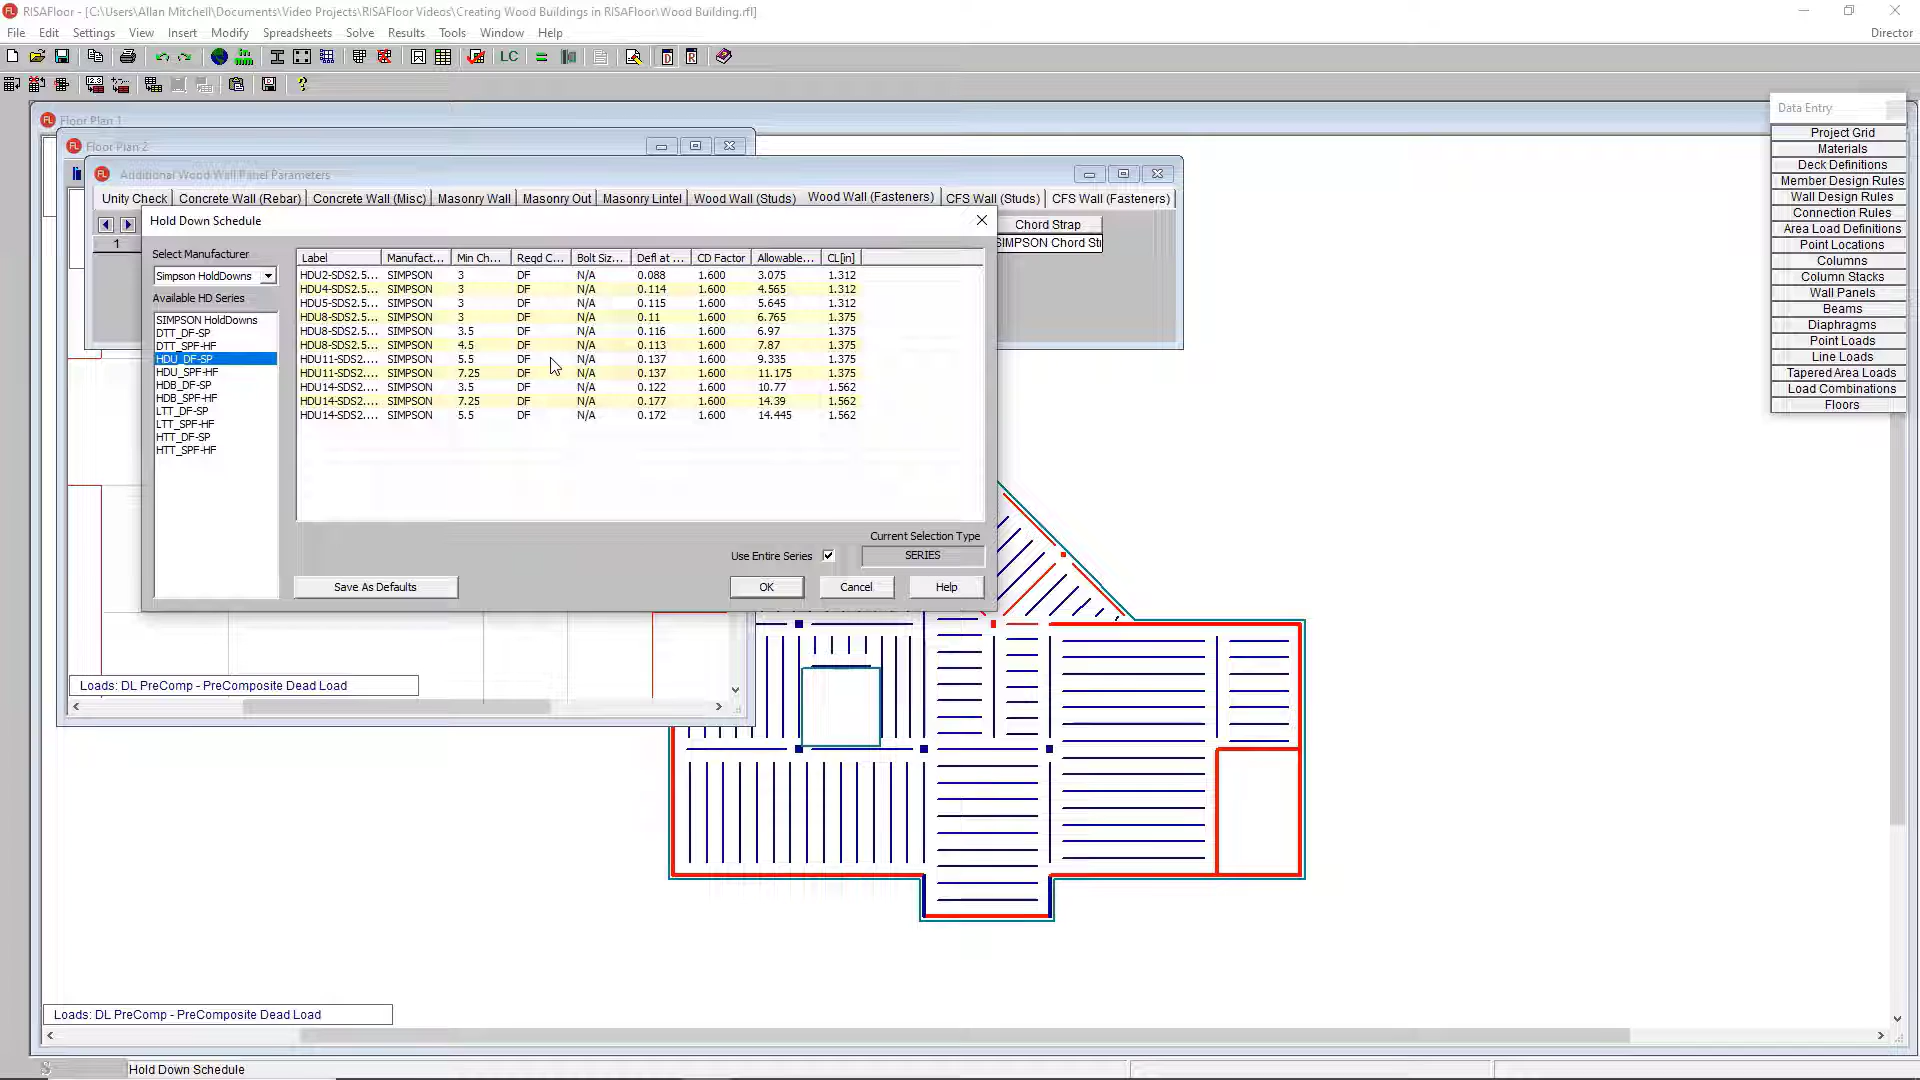 RISAFloor - [C:\Users\Allan Mitchell\Documents\Video Projects\RISAFloor Videos\Creating Wood Buildings in RISAFloor\Wood Building.rfl]
File Edit Settings View Insert Modify Spreadsheets Solve Results Tools Window Help Director
Floor Plan 1
Floor Plan 2
Additional Wood Wall Panel Parameters
Unity Check Concrete Wall (Rebar) Concrete Wall (Misc) Masonry Wall Masonry Out Masonry Lintel Wood Wall (Studs) Wood Wall (Fasteners) CFS Wall (Studs) CFS Wall (Fasteners)
Chord Strap
1 SIMPSON Chord St
Hold Down Schedule
Select Manufacturer
Simpson HoldDowns
Available HD Series
SIMPSON HoldDowns
DTT_DF-SP
DTT_SPF-HF
HDU_DF-SP
HDU_SPF-HF
HDB_DF-SP
HDB_SPF-HF
LTT_DF-SP
LTT_SPF-HF
HTT_DF-SP
HTT_SPF-HF
Label Manufact... Min Ch... Reqd C... Bolt Siz... Defl at ... CD Factor Allowable... CL[in]
HDU2-SDS2.5... SIMPSON 3 DF N/A 0.088 1.600 3.075 1.312
HDU4-SDS2.5... SIMPSON 3 DF N/A 0.114 1.600 4.565 1.312
HDU5-SDS2.5... SIMPSON 3 DF N/A 0.115 1.600 5.645 1.312
HDU8-SDS2.5... SIMPSON 3 DF N/A 0.11 1.600 6.765 1.375
HDU8-SDS2.5... SIMPSON 3.5 DF N/A 0.116 1.600 6.97 1.375
HDU8-SDS2.5... SIMPSON 4.5 DF N/A 0.113 1.600 7.87 1.375
HDU11-SDS2.... SIMPSON 5.5 DF N/A 0.137 1.600 9.335 1.375
HDU11-SDS2.... SIMPSON 7.25 DF N/A 0.137 1.600 11.175 1.375
HDU14-SDS2.... SIMPSON 3.5 DF N/A 0.122 1.600 10.77 1.562
HDU14-SDS2.... SIMPSON 7.25 DF N/A 0.177 1.600 14.39 1.562
HDU14-SDS2.... SIMPSON 5.5 DF N/A 0.172 1.600 14.445 1.562
Current Selection Type
Use Entire Series SERIES
Save As Defaults OK Cancel Help
Loads: DL PreComp - PreComposite Dead Load
Data Entry
Project Grid
Materials
Deck Definitions
Member Design Rules
Wall Design Rules
Connection Rules
Area Load Definitions
Point Locations
Columns
Column Stacks
Wall Panels
Beams
Diaphragms
Point Loads
Line Loads
Tapered Area Loads
Load Combinations
Floors
Loads: DL PreComp - PreComposite Dead Load
Hold Down Schedule